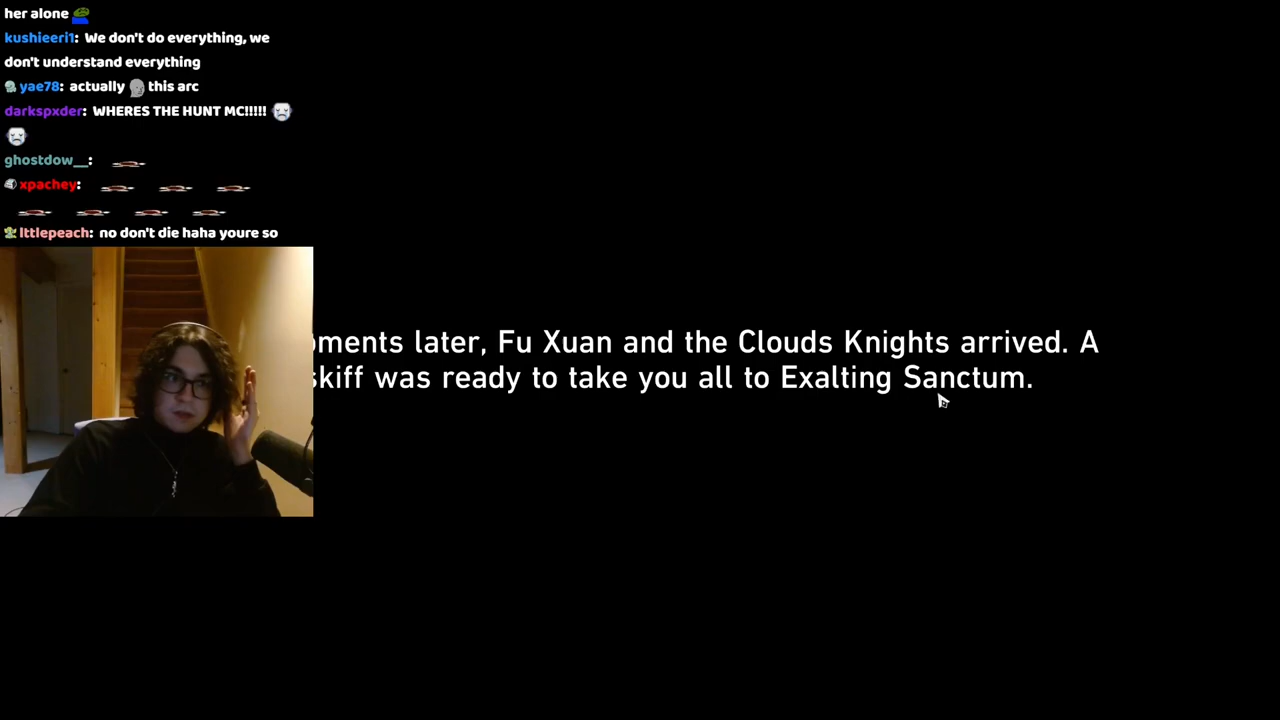 her alone
kushieeri1: We don't do everything, we
don't understand everything
yae78: actually this arc
darkspxder: WHERES THE HUNT MC!!!!!
ghostdow__:
xpachey:
lttlepeach: no don't die haha youre so
oments later, Fu Xuan and the Clouds Knights arrived. A
skiff was ready to take you all to Exalting Sanctum.